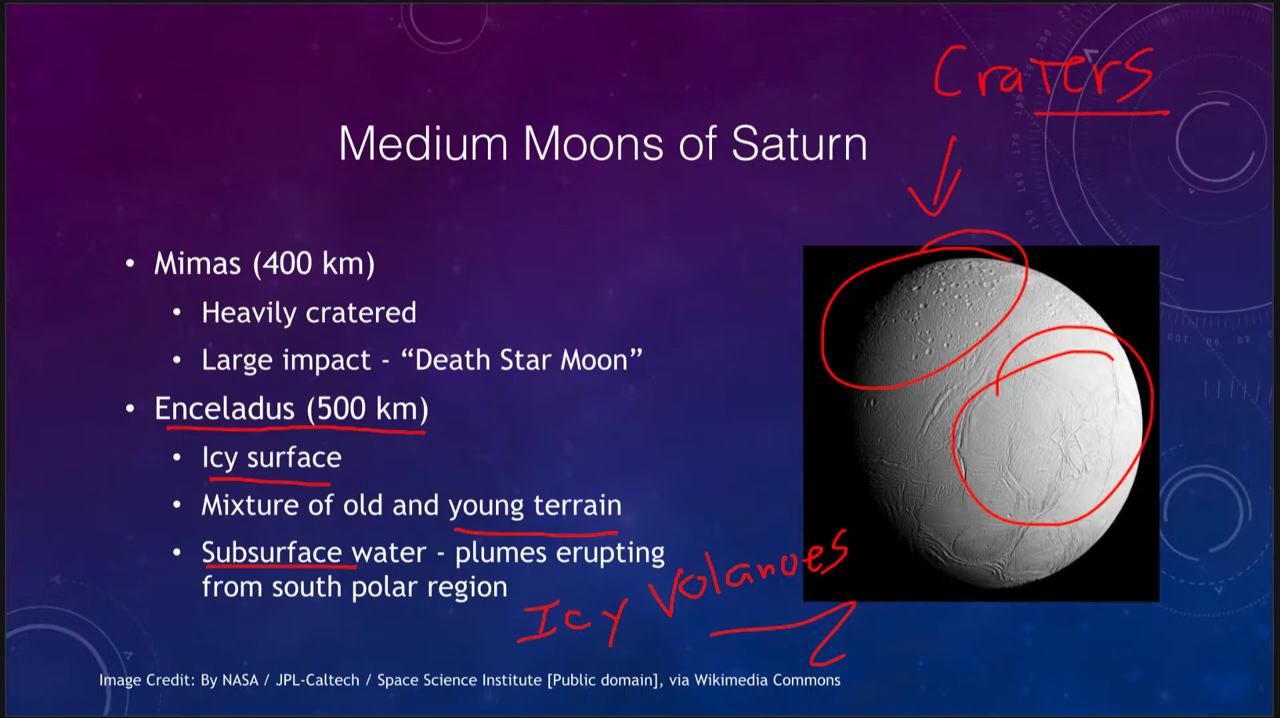 Craters
Medium Moons of Saturn
• Mimas (400 km)
• Heavily cratered
• Large impact - “Death Star Moon”
• Enceladus (500 km)
• Icy surface
• Mixture of old and young terrain
• Subsurface water - plumes erupting
from south polar region
Icy Volanoes
Image Credit: By NASA / JPL-Caltech / Space Science Institute [Public domain], via Wikimedia Commons